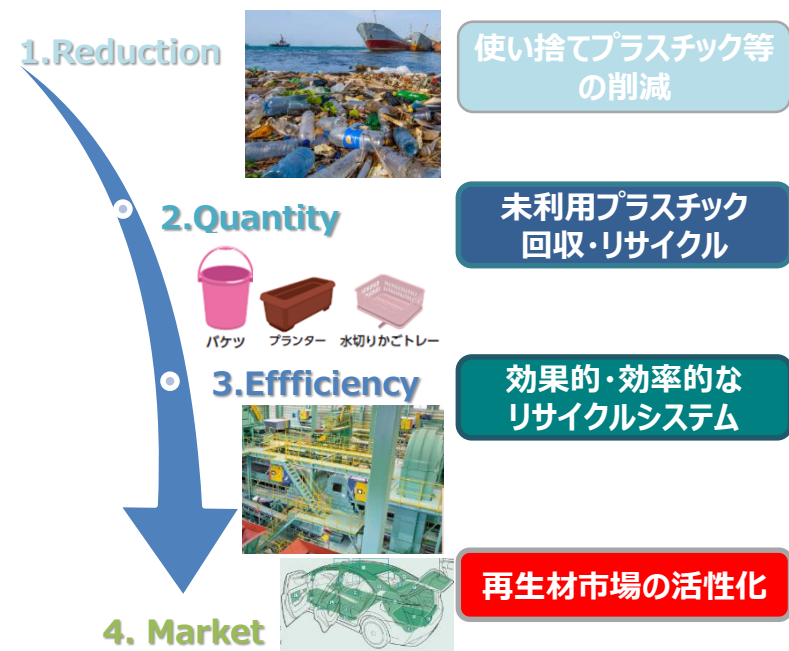 1.Reduction
使い捨てプラスチック等
の削減
2.Quantity
未利用プラスチック
回収・リサイクル
バケツ
プランター
水切りかごトレー
3.Effficiency
効果的・効率的な
リサイクルシステム
再生材市場の活性化
4. Market